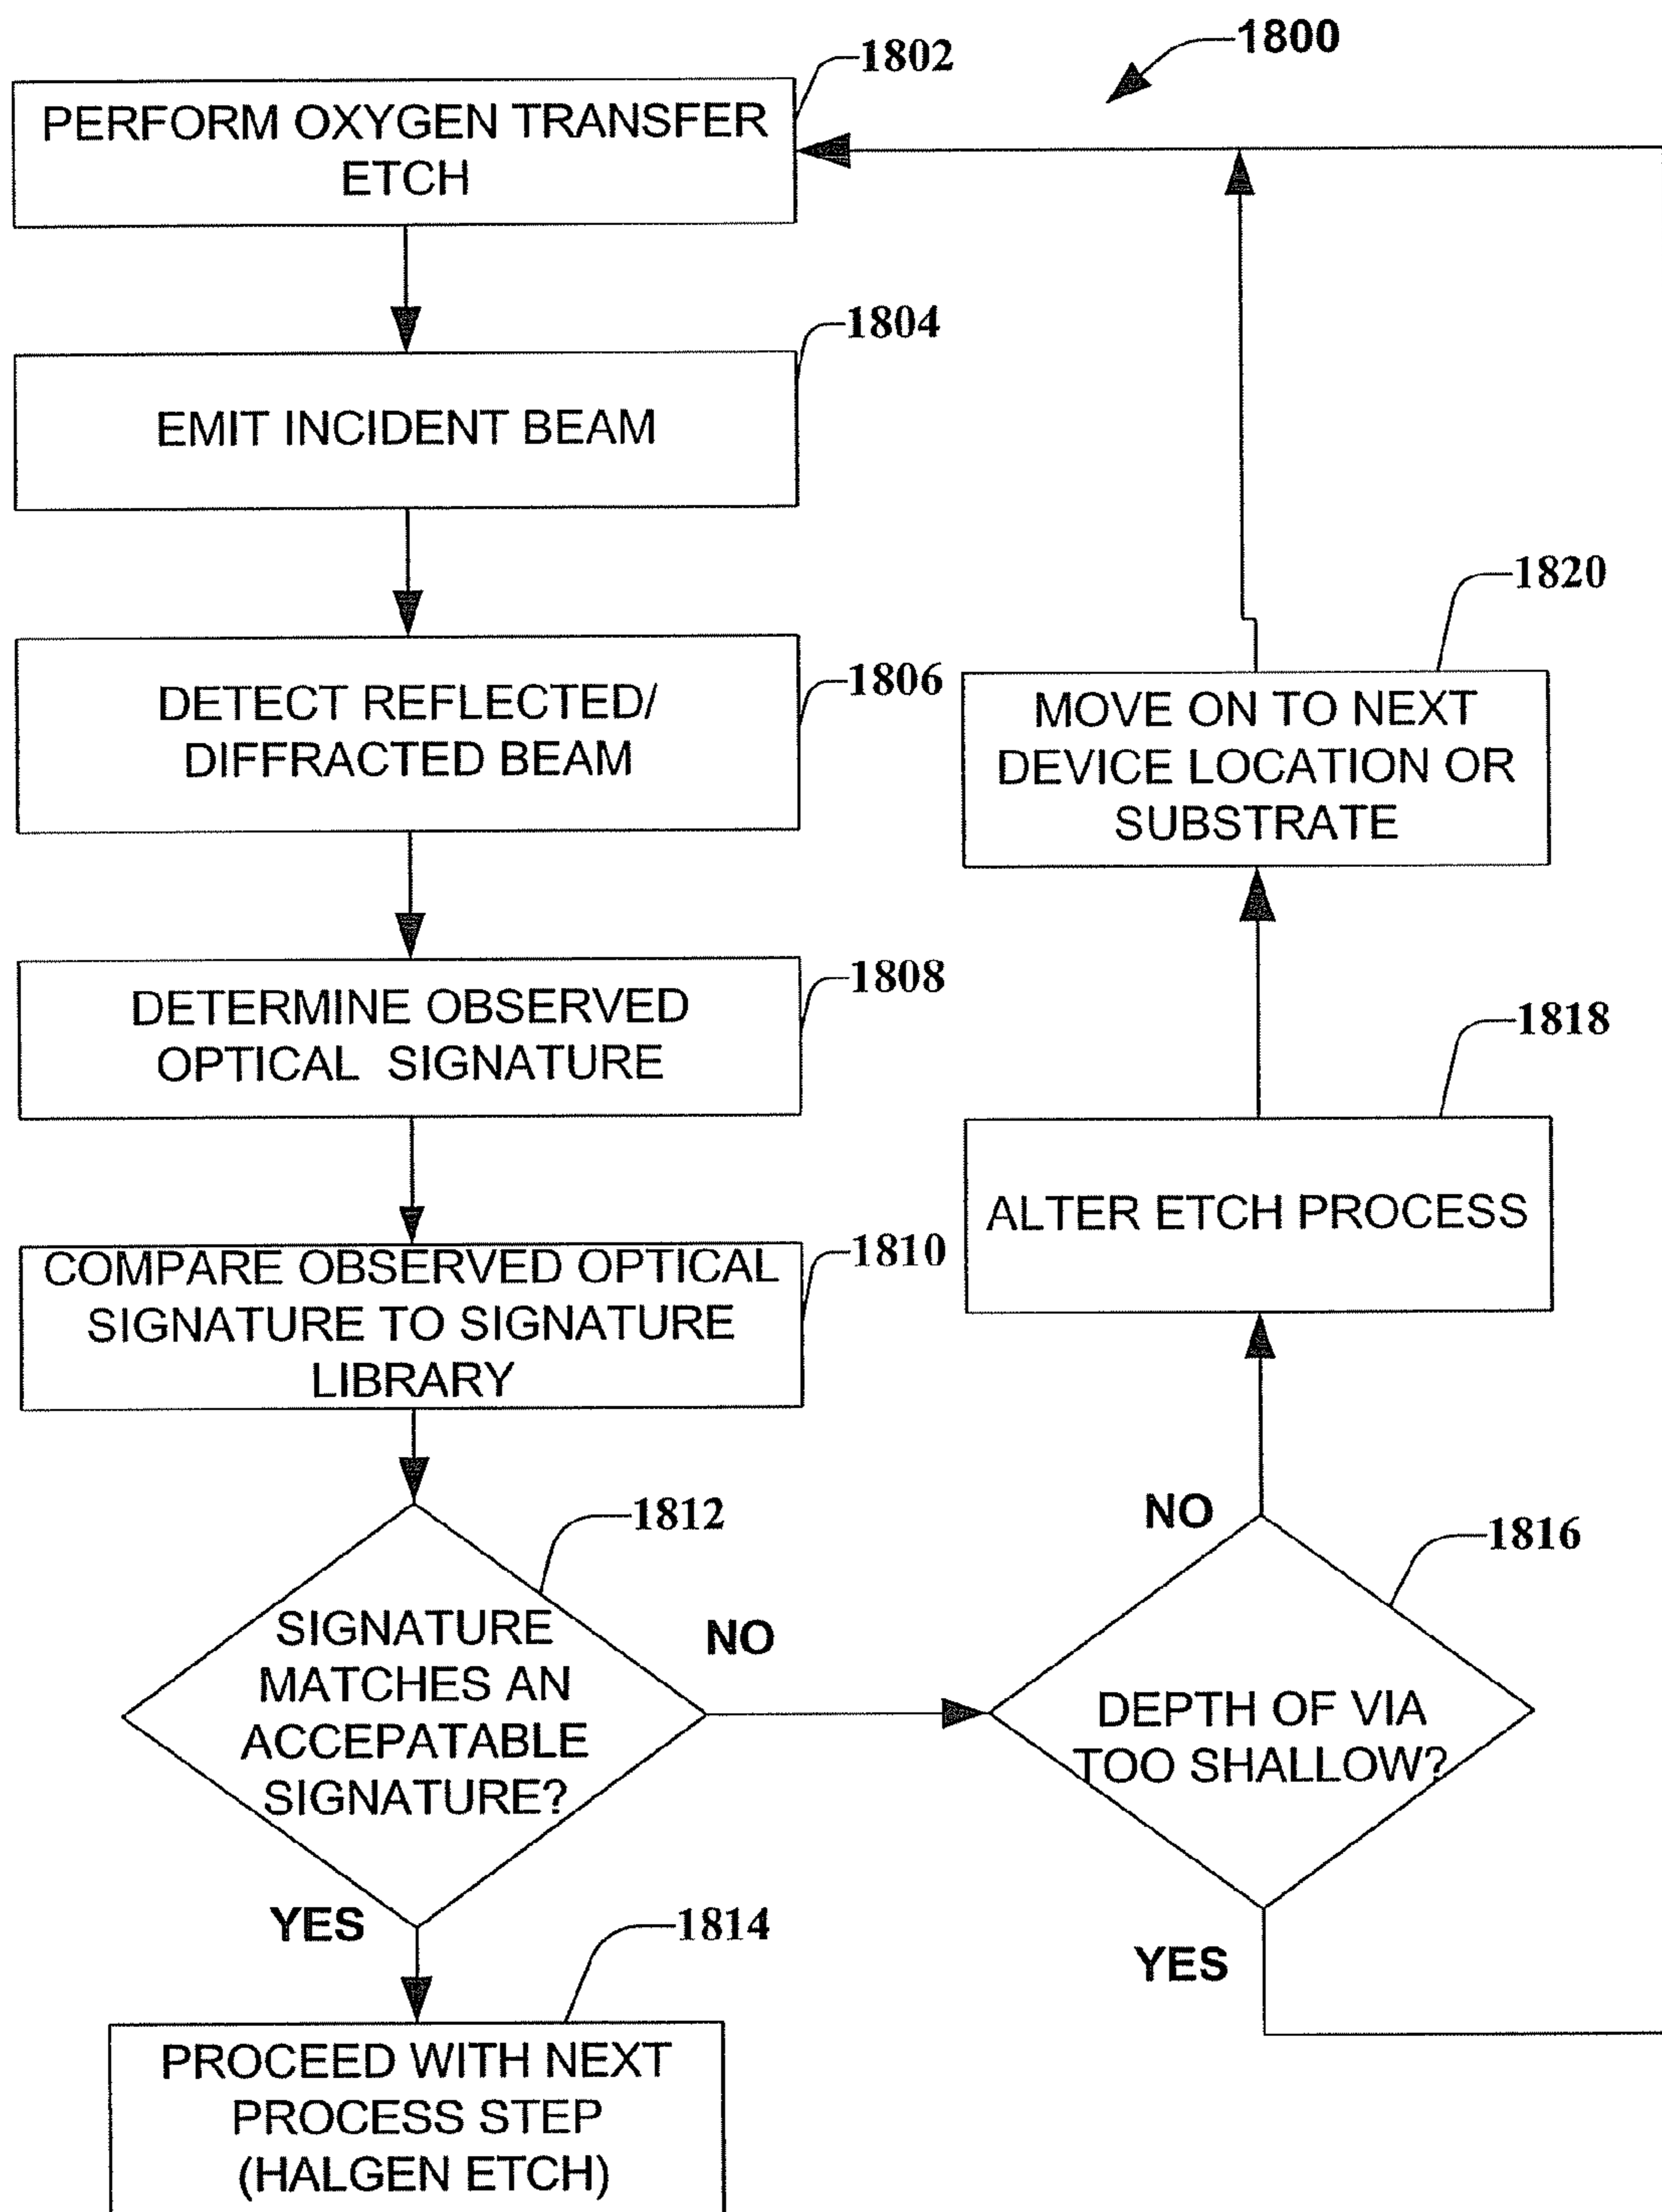 1800
1802
PERFORM OXYGEN TRANSFER
ETCH
1804
EMIT INCIDENT BEAM
1806
DETECT REFLECTED/
DIFFRACTED BEAM
1808
DETERMINE OBSERVED
OPTICAL SIGNATURE
1810
COMPARE OBSERVED OPTICAL
SIGNATURE TO SIGNATURE
LIBRARY
1812
SIGNATURE
MATCHES AN
ACCEPATABLE
SIGNATURE?
NO
YES
1814
PROCEED WITH NEXT
PROCESS STEP
(HALGEN ETCH)
1816
DEPTH OF VIA
TOO SHALLOW?
NO
YES
1818
ALTER ETCH PROCESS
1820
MOVE ON TO NEXT
DEVICE LOCATION OR
SUBSTRATE